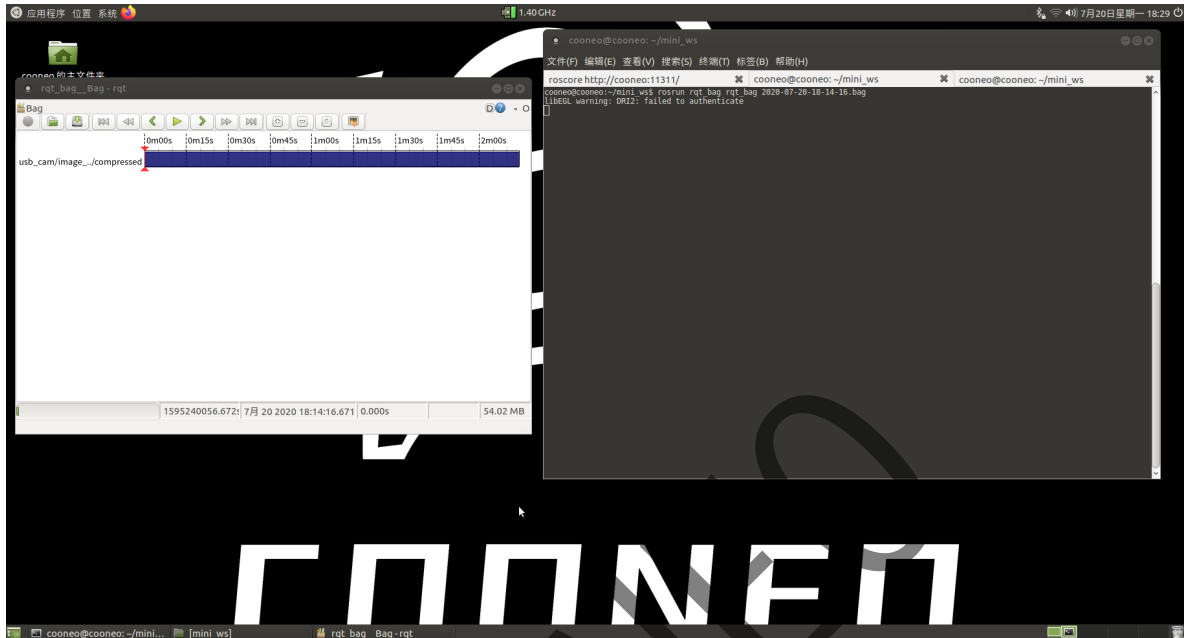 应用程序 位置 系统
1.40 GHz
7月20日星期一 18:29
cooneo 的主文件夹
rqt_bag__Bag - rqt
Bag
D
- O
0m00s 0m15s 0m30s 0m45s 1m00s 1m15s 1m30s 1m45s 2m00s
usb_cam/image_../compressed
1595240056.672s 7月 20 2020 18:14:16.671 0.000s 54.02 MB
cooneo@cooneo: ~/mini_ws
文件(F) 编辑(E) 查看(V) 搜索(S) 终端(T) 标签(B) 帮助(H)
roscore http://cooneo:11311/ cooneo@cooneo: ~/mini_ws cooneo@cooneo: ~/mini_ws
cooneo@cooneo:~/mini_ws$ rosrun rqt_bag rqt_bag 2020-07-20-18-14-16.bag
libEGL warning: DRI2: failed to authenticate
COONEO
cooneo@cooneo: ~/mini... [mini_ws] rqt_bag__Bag - rqt